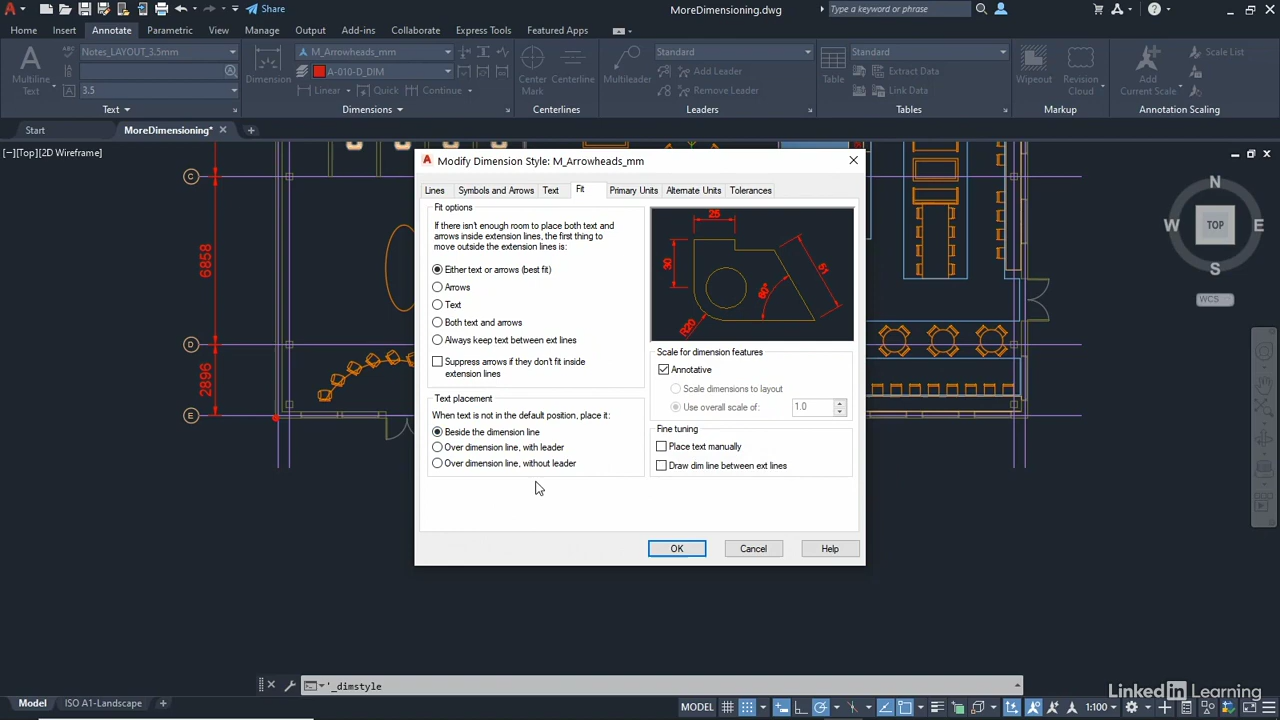 Share
MoreDimensioning.dwg
Type a keyword or phrase
Home Insert Annotate Parametric View Manage Output Add-ins Collaborate Express Tools Featured Apps
Notes_LAYOUT_3.5mm
M_Arrowheads_mm
Standard
Standard
Scale List
Multiline Text
Dimension
A-010-D_DIM
Center Mark
Centerline
Multileader
Add Leader
Remove Leader
Table
Extract Data
Link Data
Wipeout
Revision Cloud
Add Current Scale
3.5
Linear
Quick
Continue
Text
Dimensions
Centerlines
Leaders
Tables
Markup
Annotation Scaling
Start
MoreDimensioning*
[−][Top][2D Wireframe]
Modify Dimension Style: M_Arrowheads_mm
Lines Symbols and Arrows Text Fit Primary Units Alternate Units Tolerances
Fit options
If there isn't enough room to place both text and
arrows inside extension lines, the first thing to
move outside the extension lines is:
Either text or arrows (best fit)
Arrows
Text
Both text and arrows
Always keep text between ext lines
Suppress arrows if they don't fit inside
extension lines
Text placement
When text is not in the default position, place it:
Beside the dimension line
Over dimension line, with leader
Over dimension line, without leader
25
30
51
60°
R20
Scale for dimension features
Annotative
Scale dimensions to layout
Use overall scale of:
1.0
Fine tuning
Place text manually
Draw dim line between ext lines
OK
Cancel
Help
C
6858
D
2896
E
N
W
TOP
E
S
WCS
'_dimstyle
Model
ISO A1-Landscape
MODEL
1:100
LinkedIn Learning